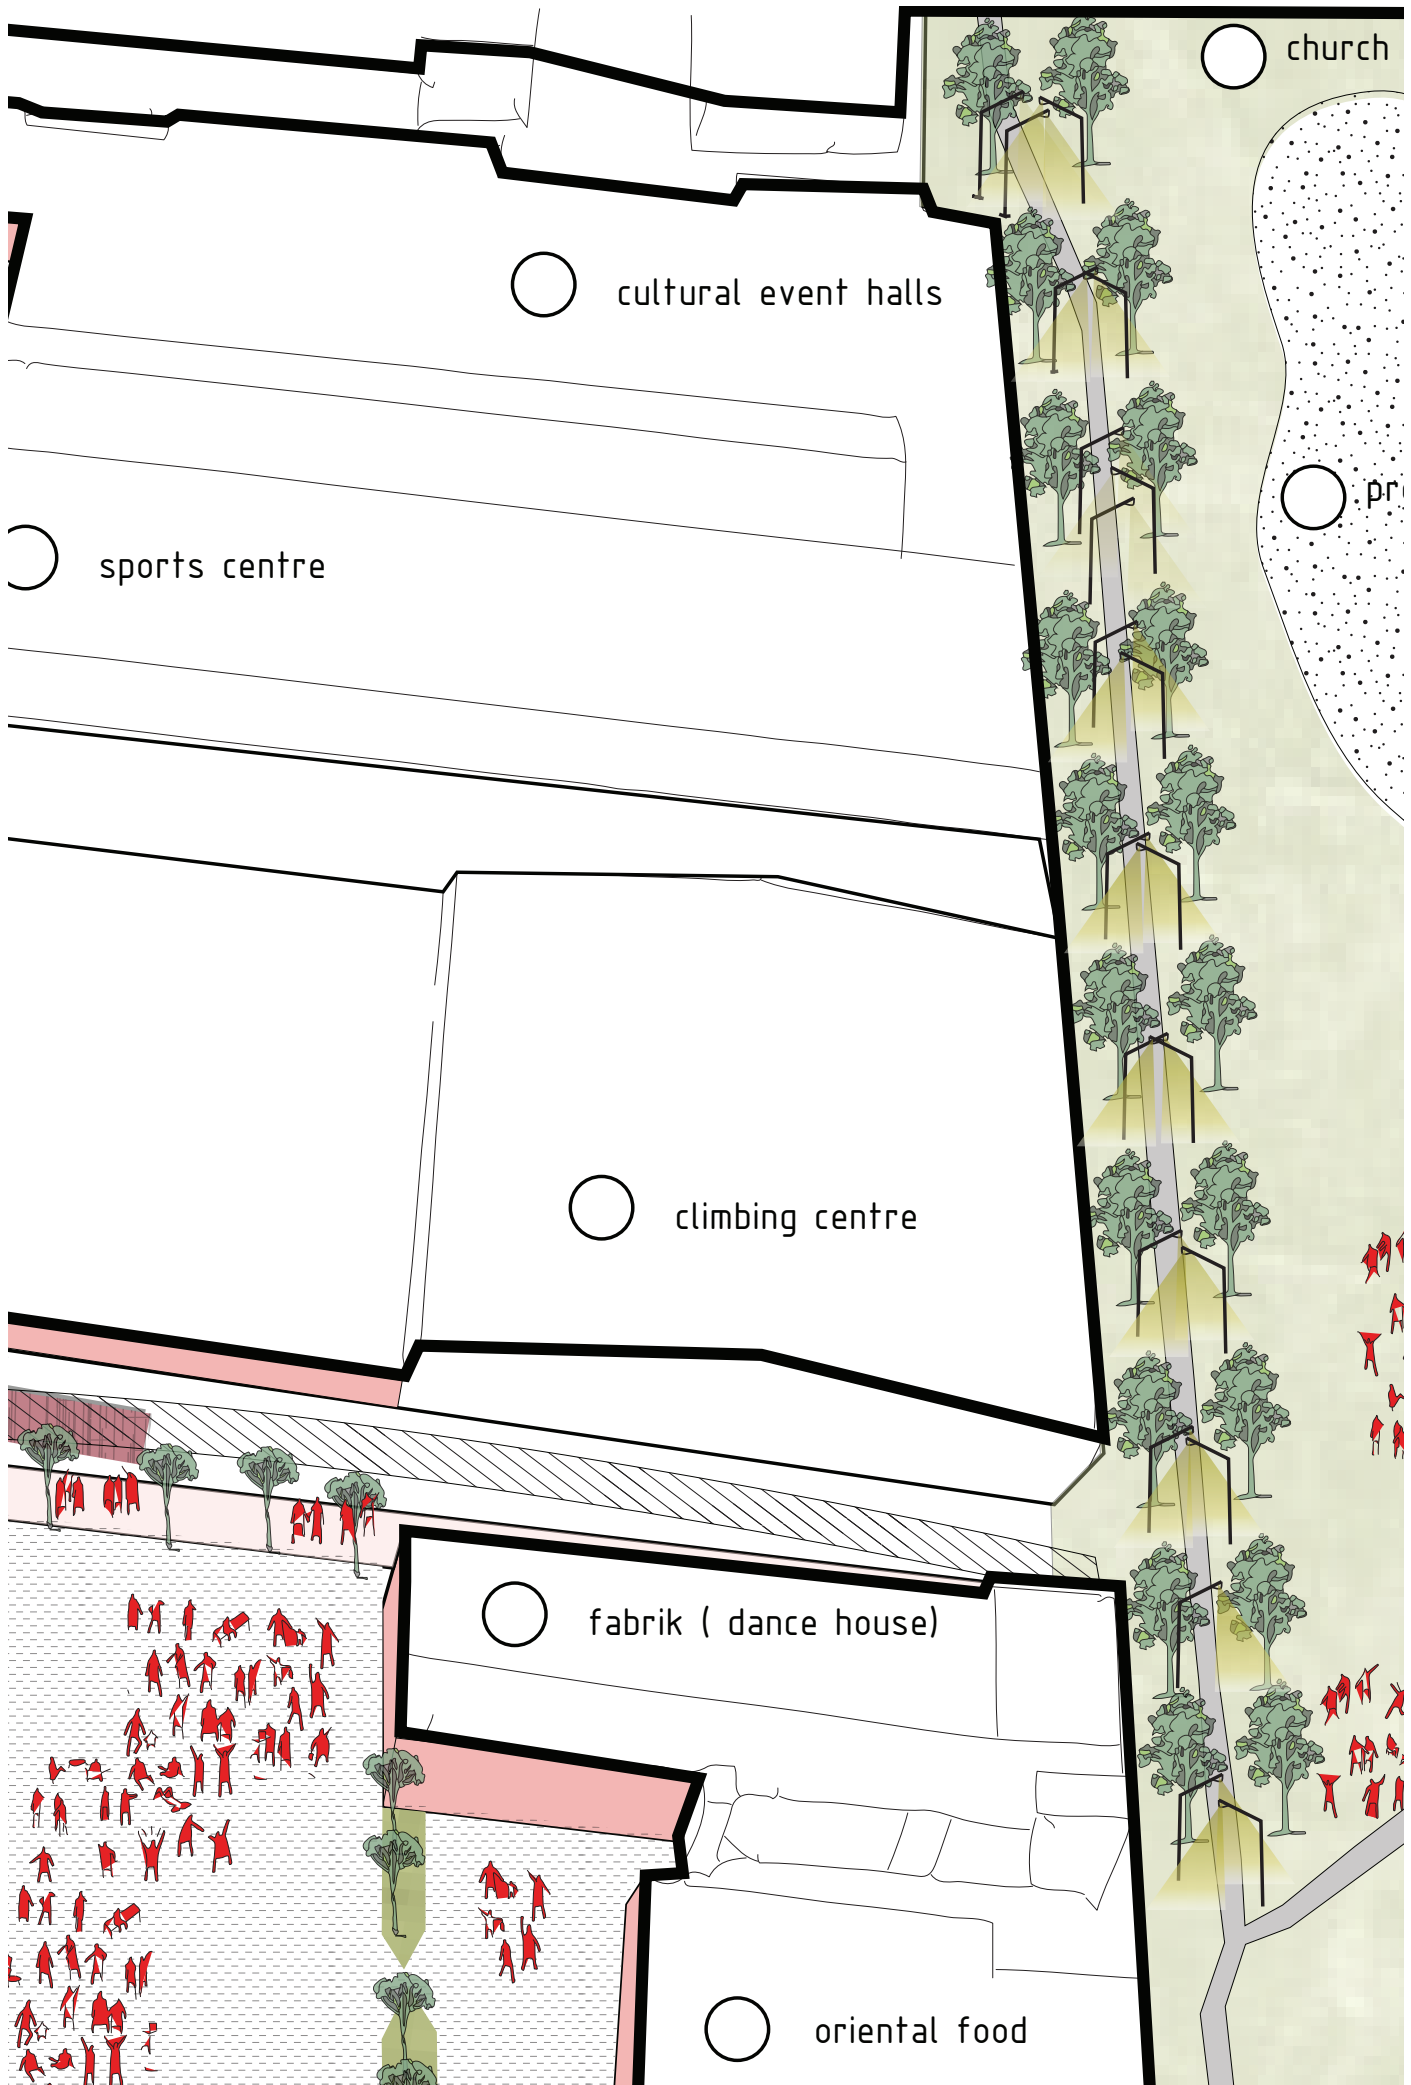 church
cultural event halls
sports centre
climbing centre
fabrik ( dance house)
oriental food